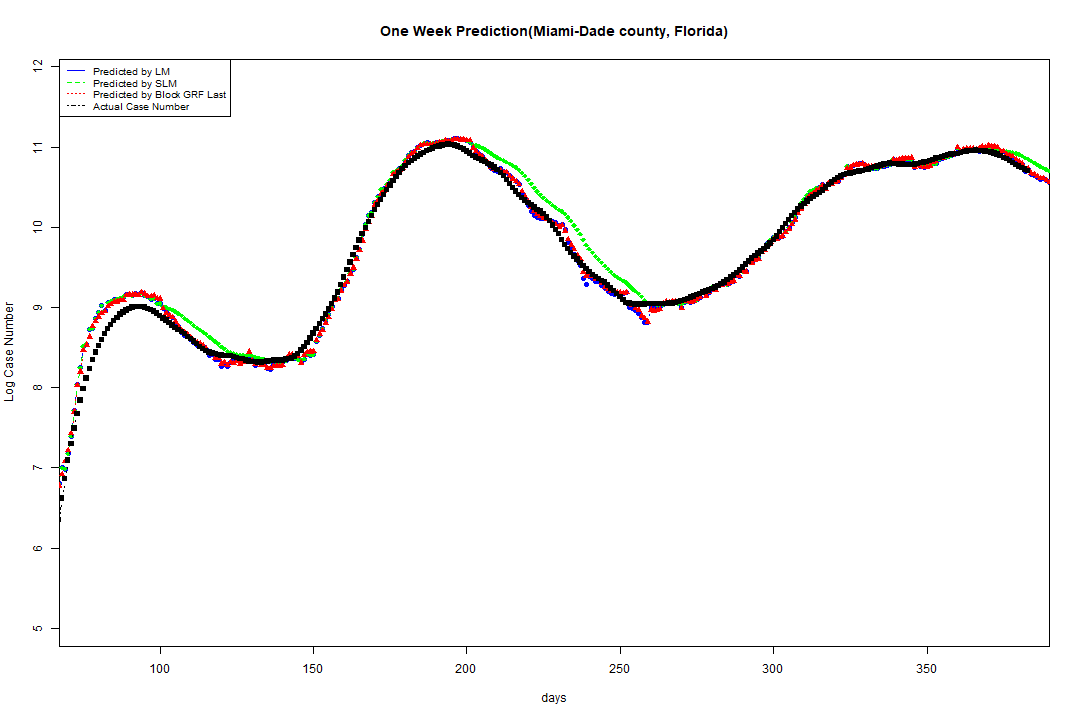 One Week Prediction(Miami-Dade county, Florida)
Predicted by LM
Predicted by SLM
Predicted by Block GRF Last
Actual Case Number
12
11
10
9
8
7
6
5
Log Case Number
100 150 200 250 300 350
days